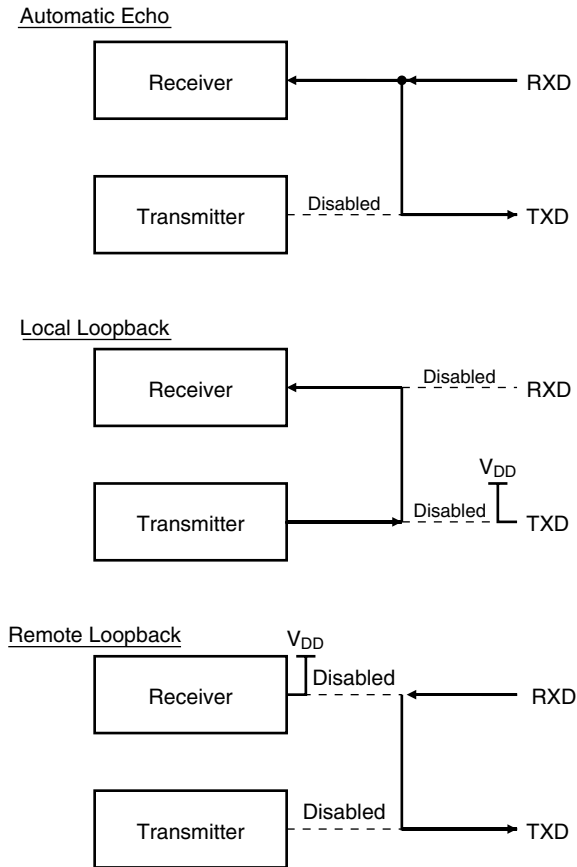 Automatic Echo
Receiver
RXD
Transmitter
Disabled
TXD
Local Loopback
Receiver
Disabled
RXD
VDD
Transmitter
Disabled
TXD
Remote Loopback
VDD
Receiver
Disabled
RXD
Transmitter
Disabled
TXD